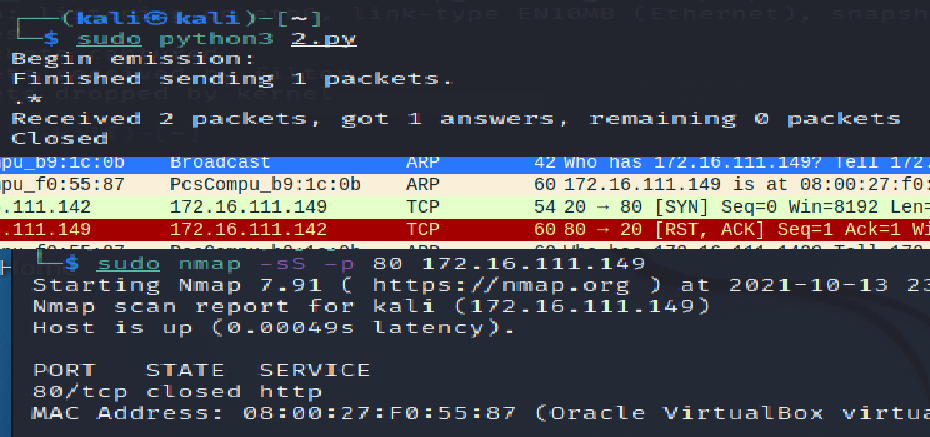 (kali㉿kali)-[~]
$ sudo python3 2.py
Begin emission:
Finished sending 1 packets.
.*
Received 2 packets, got 1 answers, remaining 0 packets
Closed
pu_b9:1c:0b Broadcast ARP 42 Who has 172.16.111.149? Tell 172.
pu_f0:55:87 PcsCompu_b9:1c:0b ARP 60 172.16.111.149 is at 08:00:27:f0:
.111.142 172.16.111.149 TCP 54 20 → 80 [SYN] Seq=0 Win=8192 Len=
.111.149 172.16.111.142 TCP 60 80 → 20 [RST, ACK] Seq=1 Ack=1 Wi
$ sudo nmap -sS -p 80 172.16.111.149
Starting Nmap 7.91 ( https://nmap.org ) at 2021-10-13 23
Nmap scan report for kali (172.16.111.149)
Host is up (0.00049s latency).
PORT STATE SERVICE
80/tcp closed http
MAC Address: 08:00:27:F0:55:87 (Oracle VirtualBox virtua